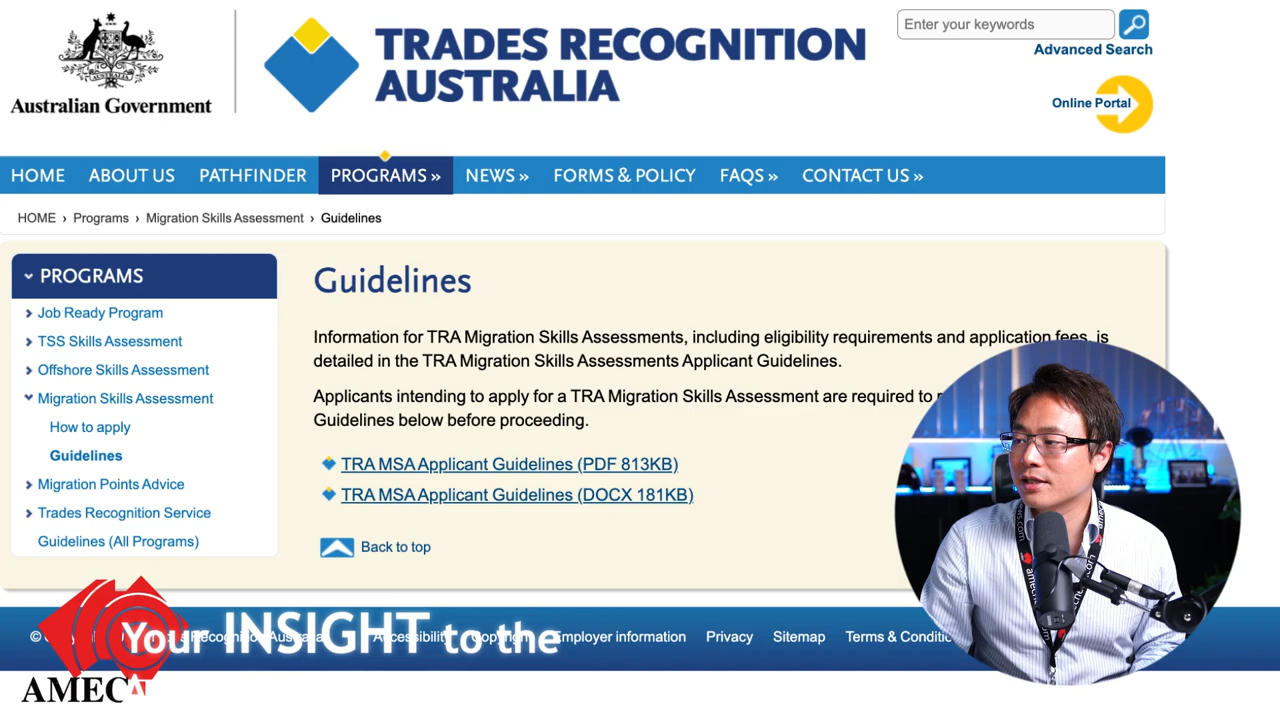 Australian Government
TRADES RECOGNITION
AUSTRALIA
Enter your keywords
Advanced Search
Online Portal
HOME ABOUT US PATHFINDER PROGRAMS » NEWS » FORMS & POLICY FAQS » CONTACT US »
HOME › Programs › Migration Skills Assessment › Guidelines
PROGRAMS
Job Ready Program
TSS Skills Assessment
Offshore Skills Assessment
Migration Skills Assessment
How to apply
Guidelines
Migration Points Advice
Trades Recognition Service
Guidelines (All Programs)
Guidelines
Information for TRA Migration Skills Assessments, including eligibility requirements and application fees, is
detailed in the TRA Migration Skills Assessments Applicant Guidelines.
Applicants intending to apply for a TRA Migration Skills Assessment are required to
Guidelines below before proceeding.
TRA MSA Applicant Guidelines (PDF 813KB)
TRA MSA Applicant Guidelines (DOCX 181KB)
Back to top
© Recognition Accessibility Employer information Privacy Sitemap Terms &
Your INSIGHT to the
AMEC